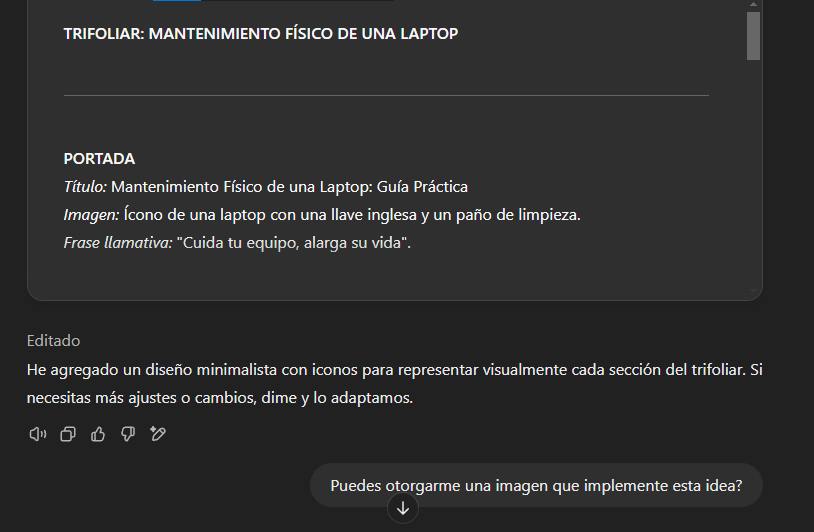 TRIFOLIAR: MANTENIMIENTO FÍSICO DE UNA LAPTOP
PORTADA
Título: Mantenimiento Físico de una Laptop: Guía Práctica
Imagen: Ícono de una laptop con una llave inglesa y un paño de limpieza.
Frase llamativa: "Cuida tu equipo, alarga su vida".
Editado
He agregado un diseño minimalista con iconos para representar visualmente cada sección del trifoliar. Si
necesitas más ajustes o cambios, dime y lo adaptamos.
Puedes otorgarme una imagen que implemente esta idea?